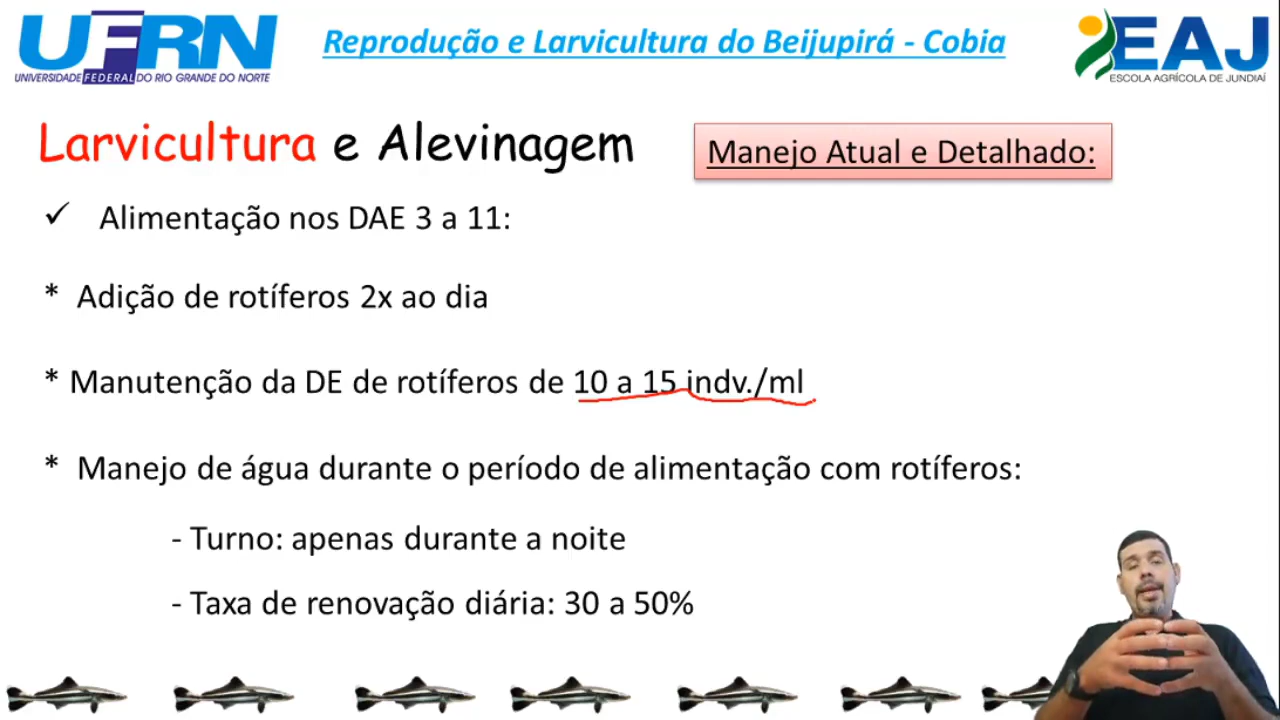 UFRN
UNIVERSIDADE FEDERAL DO RIO GRANDE DO NORTE
Reprodução e Larvicultura do Beijupirá - Cobia
EAJ
ESCOLA AGRÍCOLA DE JUNDIAÍ
Larvicultura e Alevinagem
Manejo Atual e Detalhado:
✓ Alimentação nos DAE 3 a 11:
* Adição de rotíferos 2x ao dia
* Manutenção da DE de rotíferos de 10 a 15 indv./ml
* Manejo de água durante o período de alimentação com rotíferos:
- Turno: apenas durante a noite
- Taxa de renovação diária: 30 a 50%